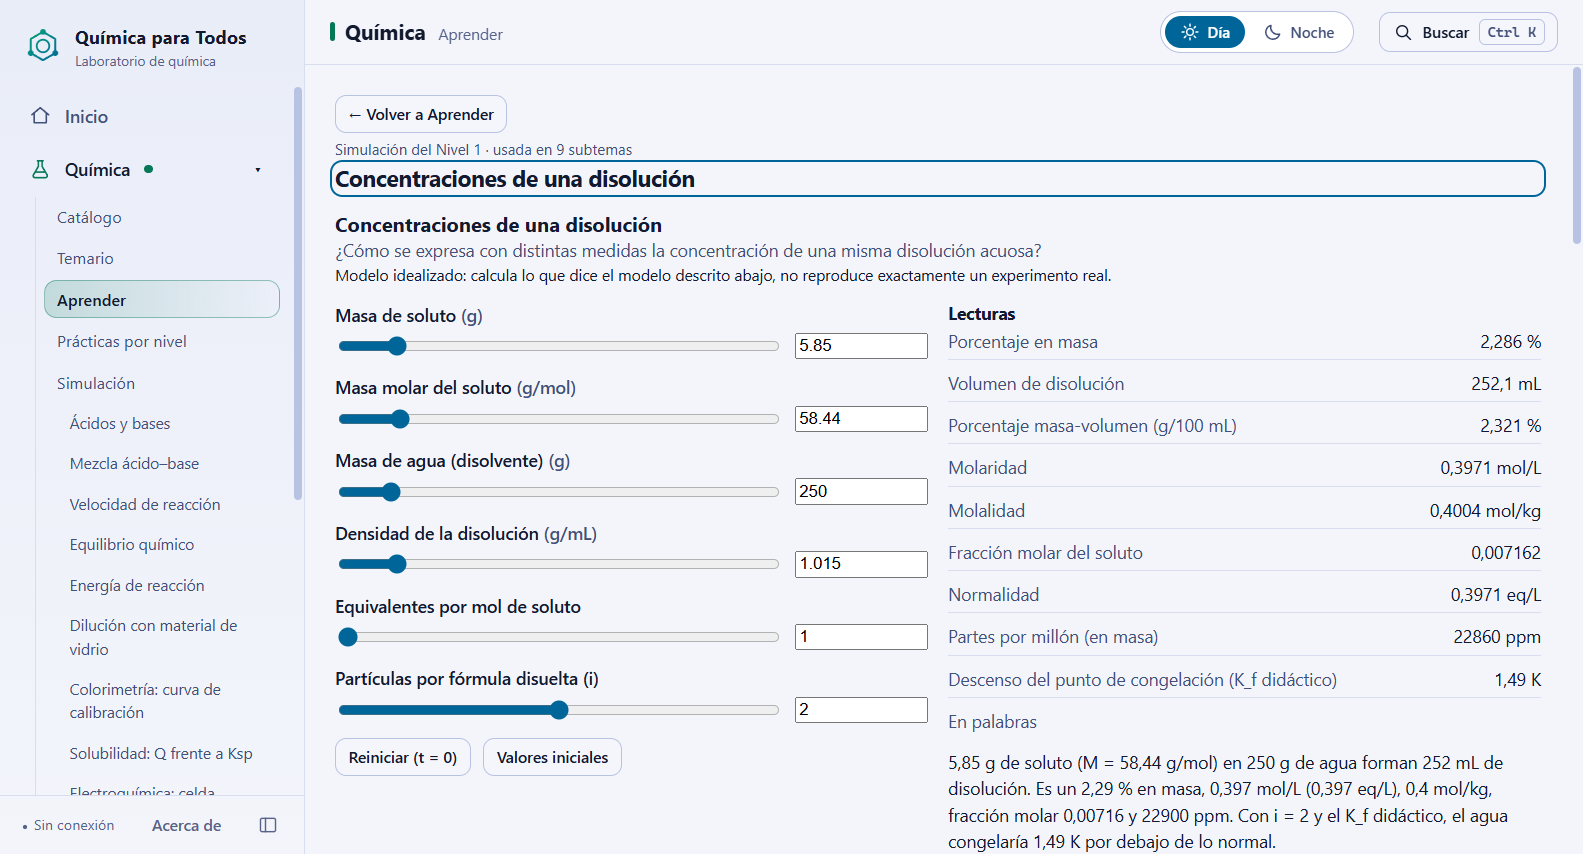 Química para Todos
Laboratorio de química
Inicio
Química
Catálogo
Temario
Aprender
Prácticas por nivel
Simulación
Ácidos y bases
Mezcla ácido–base
Velocidad de reacción
Equilibrio químico
Energía de reacción
Dilución con material de
vidrio
Colorimetría: curva de
calibración
Solubilidad: Q frente a Ksp
Electroquímica: celda
Sin conexión
Acerca de
Química
Aprender
Día
Noche
Buscar
Ctrl K
← Volver a Aprender
Simulación del Nivel 1 · usada en 9 subtemas
Concentraciones de una disolución
Concentraciones de una disolución
¿Cómo se expresa con distintas medidas la concentración de una misma disolución acuosa?
Modelo idealizado: calcula lo que dice el modelo descrito abajo, no reproduce exactamente un experimento real.
Masa de soluto (g)
5.85
Masa molar del soluto (g/mol)
58.44
Masa de agua (disolvente) (g)
250
Densidad de la disolución (g/mL)
1.015
Equivalentes por mol de soluto
1
Partículas por fórmula disuelta (i)
2
Reiniciar (t = 0)
Valores iniciales
Lecturas
Porcentaje en masa 2,286 %
Volumen de disolución 252,1 mL
Porcentaje masa-volumen (g/100 mL) 2,321 %
Molaridad 0,3971 mol/L
Molalidad 0,4004 mol/kg
Fracción molar del soluto 0,007162
Normalidad 0,3971 eq/L
Partes por millón (en masa) 22860 ppm
Descenso del punto de congelación (K_f didáctico) 1,49 K
En palabras
5,85 g de soluto (M = 58,44 g/mol) en 250 g de agua forman 252 mL de
disolución. Es un 2,29 % en masa, 0,397 mol/L (0,397 eq/L), 0,4 mol/kg,
fracción molar 0,00716 y 22900 ppm. Con i = 2 y el K_f didáctico, el agua
congelaría 1,49 K por debajo de lo normal.